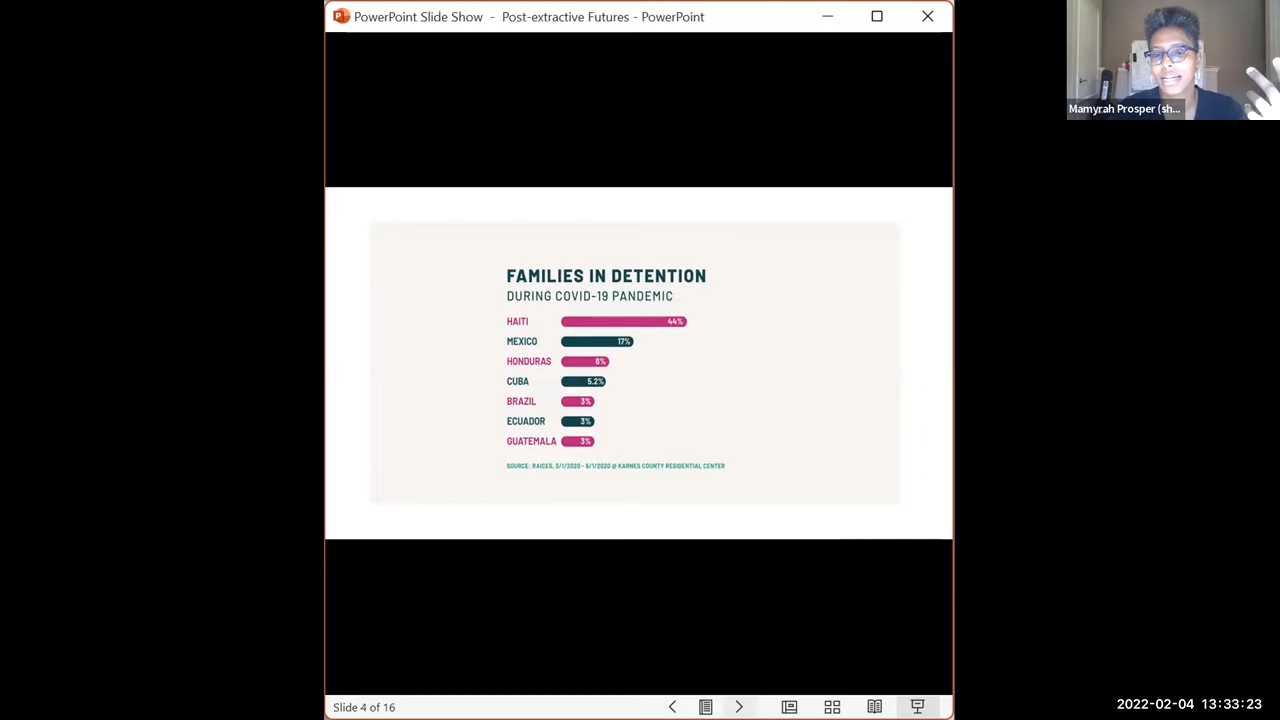 PowerPoint Slide Show - Post-extractive Futures - PowerPoint
Mamyrah Prosper (sh...
FAMILIES IN DETENTION
DURING COVID-19 PANDEMIC
HAITI 44%
MEXICO 17%
HONDURAS 6%
CUBA 5.2%
BRAZIL 3%
ECUADOR 3%
GUATEMALA 3%
SOURCE: RAICES, 3/1/2020 - 6/1/2020 @ KARNES COUNTY RESIDENTIAL CENTER
Slide 4 of 16
2022-02-04 13:33:23